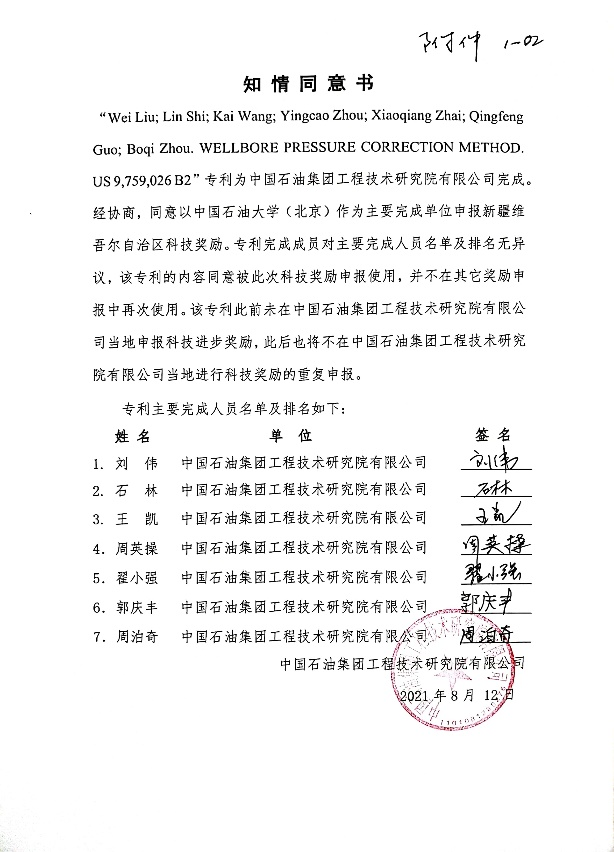 附件 1-02
知情同意书
“Wei Liu; Lin Shi; Kai Wang; Yingcao Zhou; Xiaoqiang Zhai; Qingfeng
Guo; Boqi Zhou. WELLBORE PRESSURE CORRECTION METHOD.
US 9,759,026 B2”专利为中国石油集团工程技术研究院有限公司完成。
经协商，同意以中国石油大学（北京）作为主要完成单位申报新疆维
吾尔自治区科技奖励。专利完成成员对主要完成人员名单及排名无异
议，该专利的内容同意被此次科技奖励申报使用，并不在其它奖励申
报中再次使用。该专利此前未在中国石油集团工程技术研究院有限公
司当地申报科技进步奖励，此后也将不在中国石油集团工程技术研究
院有限公司当地进行科技奖励的重复申报。
专利主要完成人员名单及排名如下：
姓名 单位 签名
1. 刘伟 中国石油集团工程技术研究院有限公司 刘伟
2. 石林 中国石油集团工程技术研究院有限公司 石林
3. 王凯 中国石油集团工程技术研究院有限公司 王凯
4. 周英操 中国石油集团工程技术研究院有限公司 周英操
5. 翟小强 中国石油集团工程技术研究院有限公司 翟小强
6. 郭庆丰 中国石油集团工程技术研究院有限公司 郭庆丰
7. 周泊奇 中国石油集团工程技术研究院有限公司 周泊奇
中国石油集团工程技术研究院有限公司
2021 年 8 月 12 日